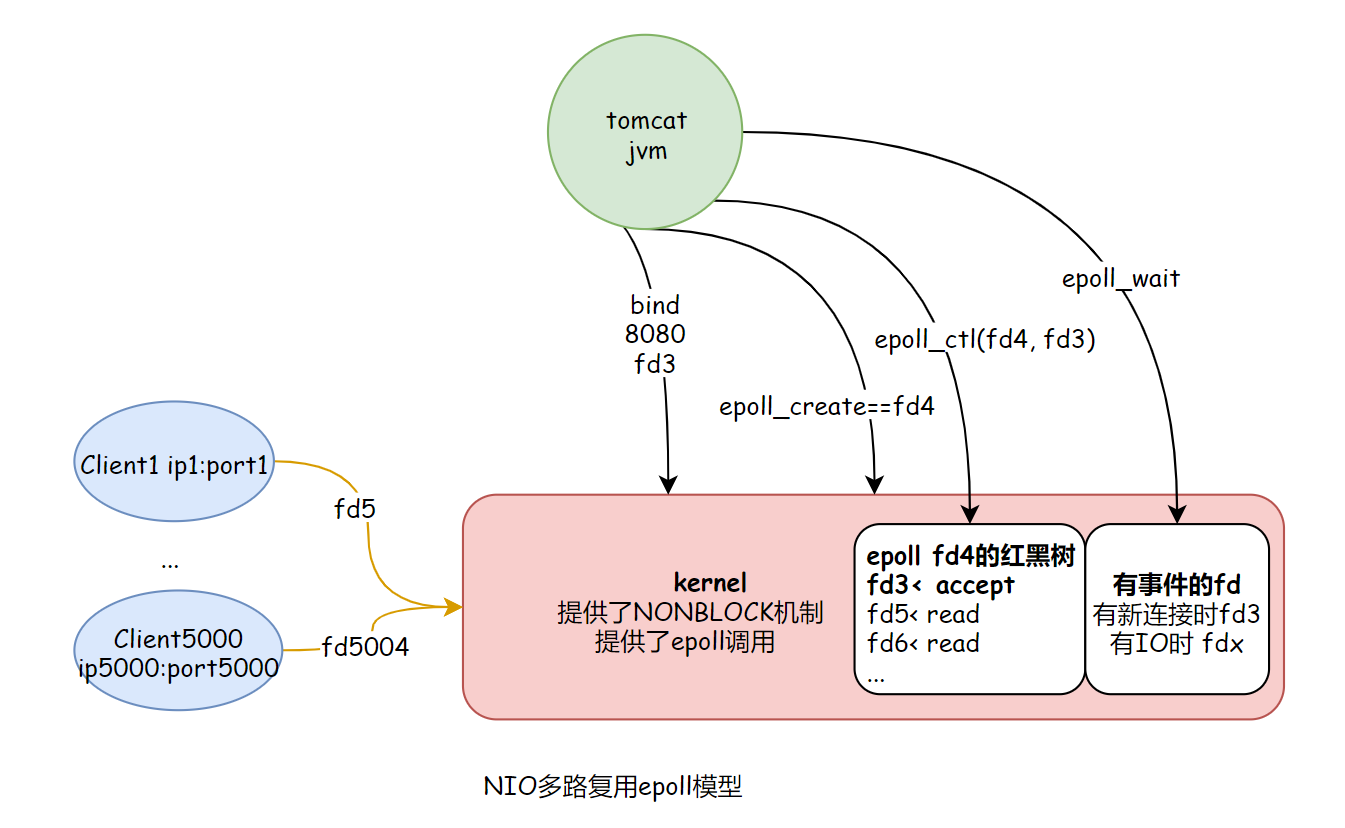 tomcat
jvm
epoll_wait
bind
8080
fd3
epoll_ctl(fd4, fd3)
epoll_create==fd4
Client1 ip1:port1
fd5
...
Client5000
ip5000:port5000
fd5004
kernel
提供了NONBLOCK机制
提供了epoll调用
epoll fd4的红黑树
fd3< accept
fd5< read
fd6< read
...
有事件的fd
有新连接时fd3
有IO时 fdx
NIO多路复用epoll模型